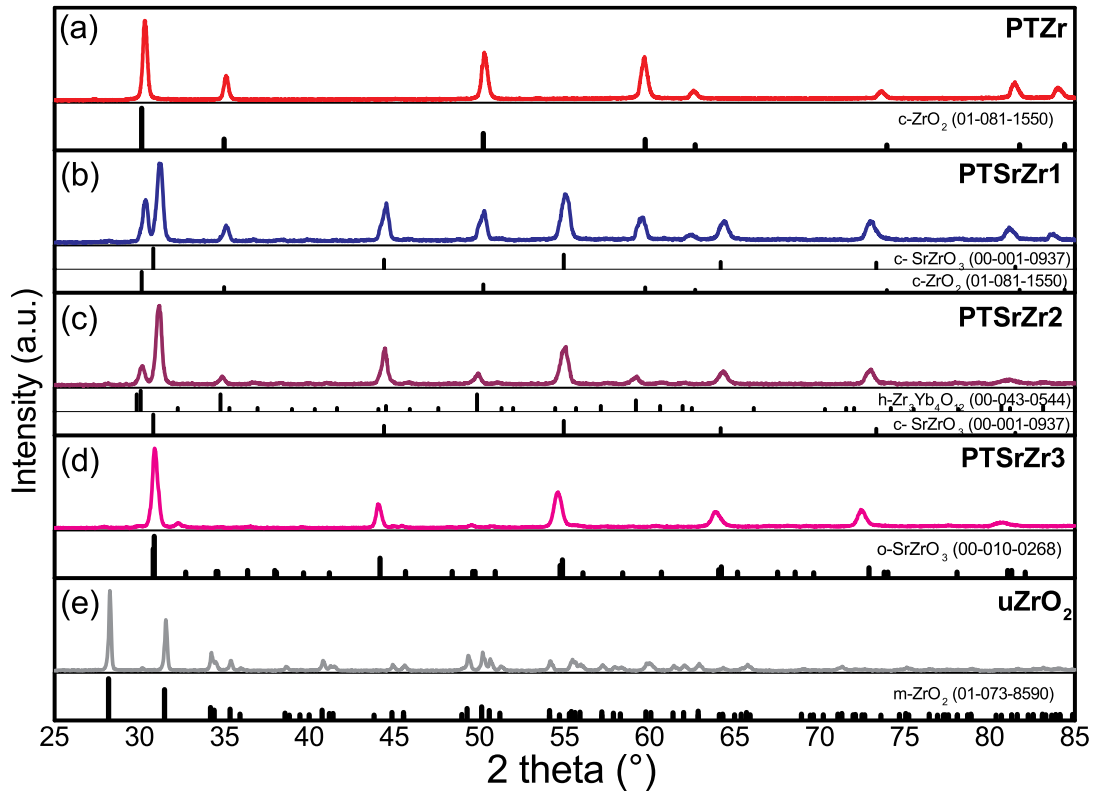 (a) PTZr
c-ZrO₂ (01-081-1550)
(b) PTSrZr1
c- SrZrO₃ (00-001-0937)
c-ZrO₂ (01-081-1550)
(c) PTSrZr2
h-Zr₃Yb₄O₁₂ (00-043-0544)
c- SrZrO₃ (00-001-0937)
(d) PTSrZr3
o-SrZrO₃ (00-010-0268)
(e) uZrO₂
m-ZrO₂ (01-073-8590)
Intensity (a.u.)
25 30 35 40 45 50 55 60 65 70 75 80 85
2 theta (°)